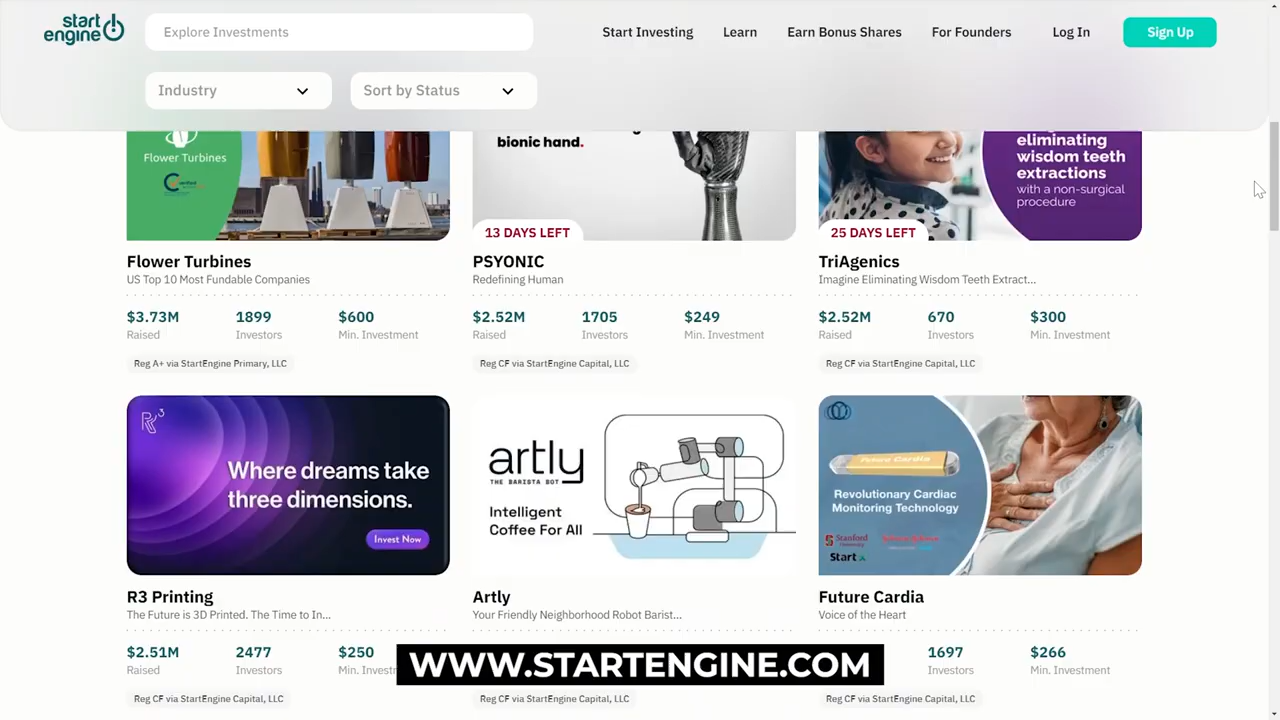 start
engine
Explore Investments
Start Investing
Learn
Earn Bonus Shares
For Founders
Log In
Sign Up
Industry
Sort by Status
Flower Turbines
bionic hand.
eliminating
wisdom teeth
extractions
with a non-surgical
procedure
13 DAYS LEFT
25 DAYS LEFT
Flower Turbines
US Top 10 Most Fundable Companies
$3.73M
1899
$600
Raised
Investors
Min. Investment
Reg A+ via StartEngine Primary, LLC
PSYONIC
Redefining Human
$2.52M
1705
$249
Raised
Investors
Min. Investment
Reg CF via StartEngine Capital, LLC
TriAgenics
Imagine Eliminating Wisdom Teeth Extract...
$2.52M
670
$300
Raised
Investors
Min. Investment
Reg CF via StartEngine Capital, LLC
R3
Where dreams take
three dimensions.
Invest Now
R3 Printing
The Future is 3D Printed. The Time to In...
$2.51M
2477
$250
Raised
Investors
Min.
Reg CF via StartEngine Capital, LLC
artly
THE BARISTA BOT
Intelligent
Coffee For All
Artly
Your Friendly Neighborhood Robot Barist...
Reg CF via StartEngine Capital, LLC
Future Cardia
Revolutionary Cardiac
Monitoring Technology
Stanford
StartX
Future Cardia
Voice of the Heart
1697
$266
Investors
Min. Investment
Reg CF via StartEngine Capital, LLC
WWW.STARTENGINE.COM